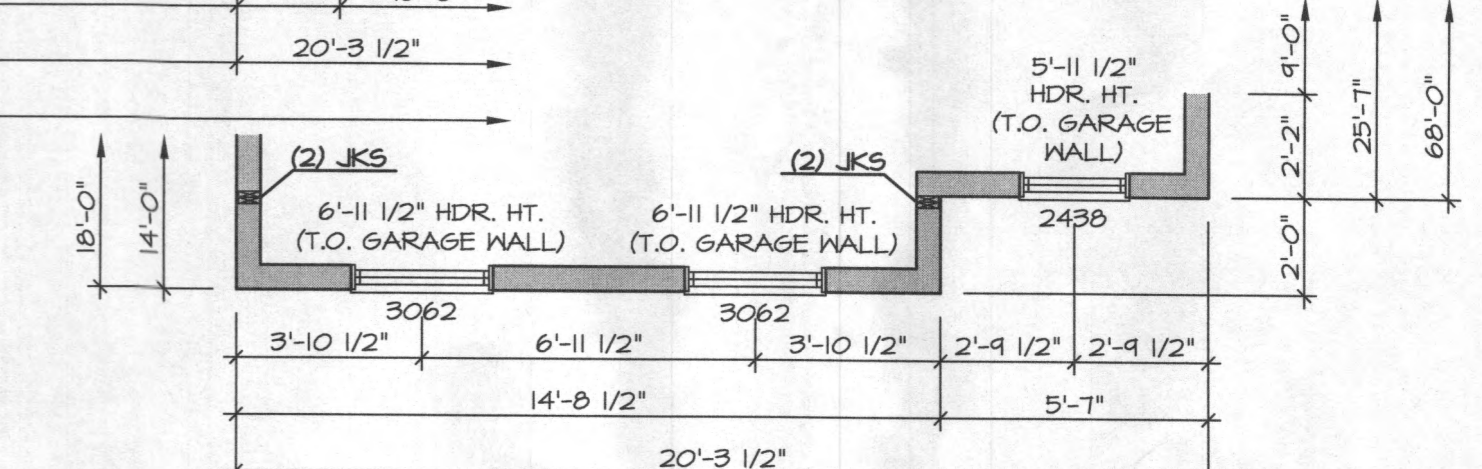 20'-3 1/2"
5'-11 1/2"
HDR. HT.
(T.O. GARAGE
WALL)
9'-0"
2'-2"
25'-7"
68'-0"
(2) JKS
(2) JKS
18'-0"
14'-0"
6'-11 1/2" HDR. HT.
(T.O. GARAGE WALL)
6'-11 1/2" HDR. HT.
(T.O. GARAGE WALL)
2438
2'-0"
3062
3062
3'-10 1/2"
6'-11 1/2"
3'-10 1/2"
2'-9 1/2"
2'-9 1/2"
14'-8 1/2"
5'-7"
20'-3 1/2"